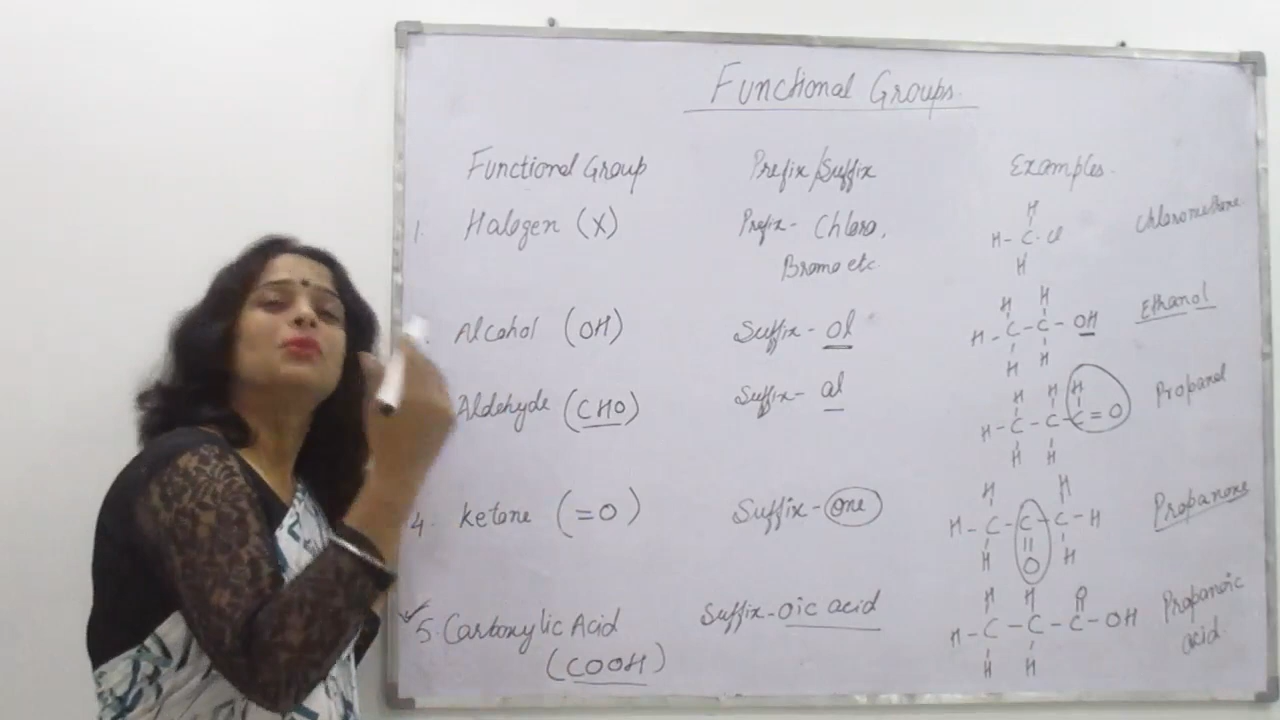 Functional Groups.
Functional Group Prefix/Suffix Examples.
1. Halogen (X) Prefix- Chloro, Chloromethane
Bromo etc.
H
H-C-Cl
H
Alcohol (OH) Suffix-ol Ethanol
H H
H-C-C-OH
H H
Aldehyde (CHO) Suffix-al Propanal
H H H
H-C-C-C=O
H H
4. Ketone (=O) Suffix-one Propanone
H H
H-C-C-C-H
H O H
✓5. Carboxylic Acid Suffix-oic acid Propanoic
(COOH) acid.
H H O
H-C-C-C-OH
H H